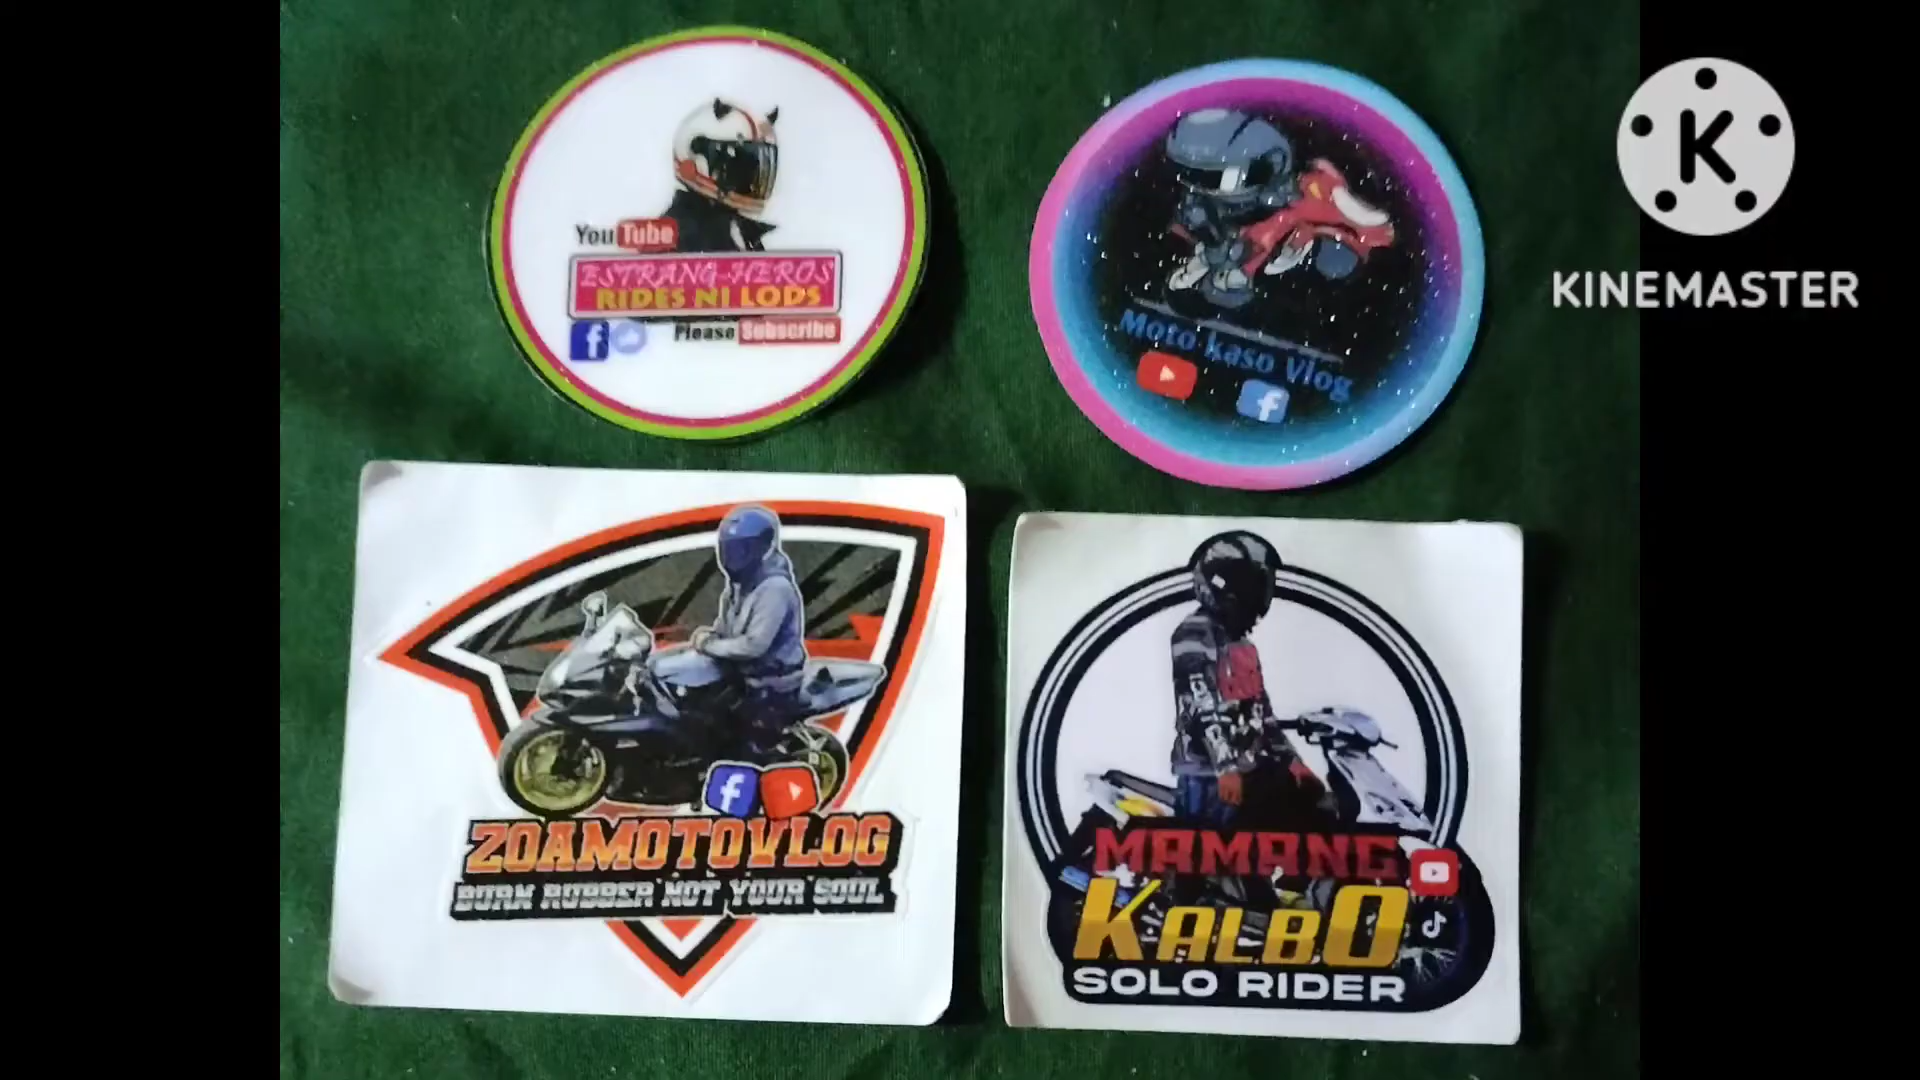 YouTube
ESTRANG-HEROS
RIDES NI LODS
Please Subscribe
Moto kaso Vlog
K
KINEMASTER
ZOAMOTOVLOG
BURN RUBBER NOT YOUR SOUL
MAMANG
KALBO
SOLO RIDER